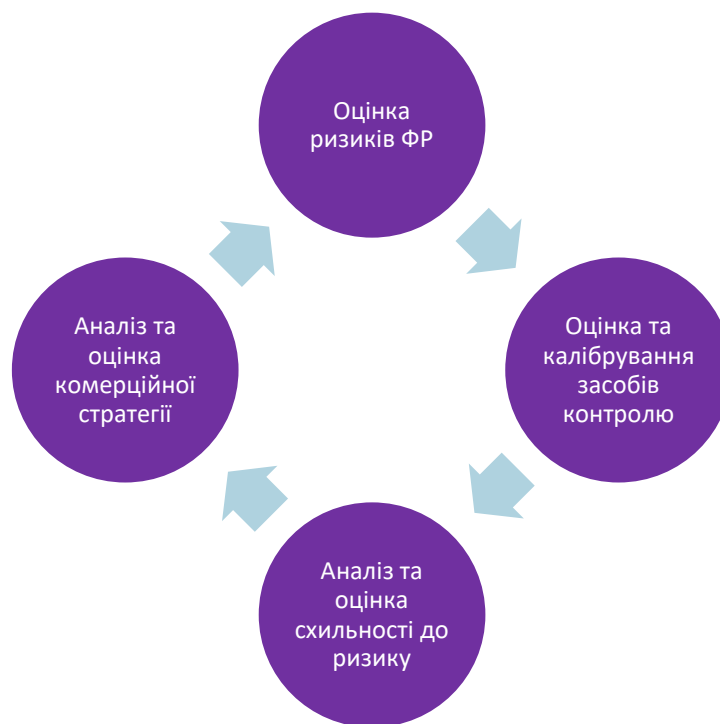 Оцінка
ризиків ФР
Оцінка та
калібрування
засобів
контролю
Аналіз та
оцінка
схильності до
ризику
Аналіз та
оцінка
комерційної
стратегії